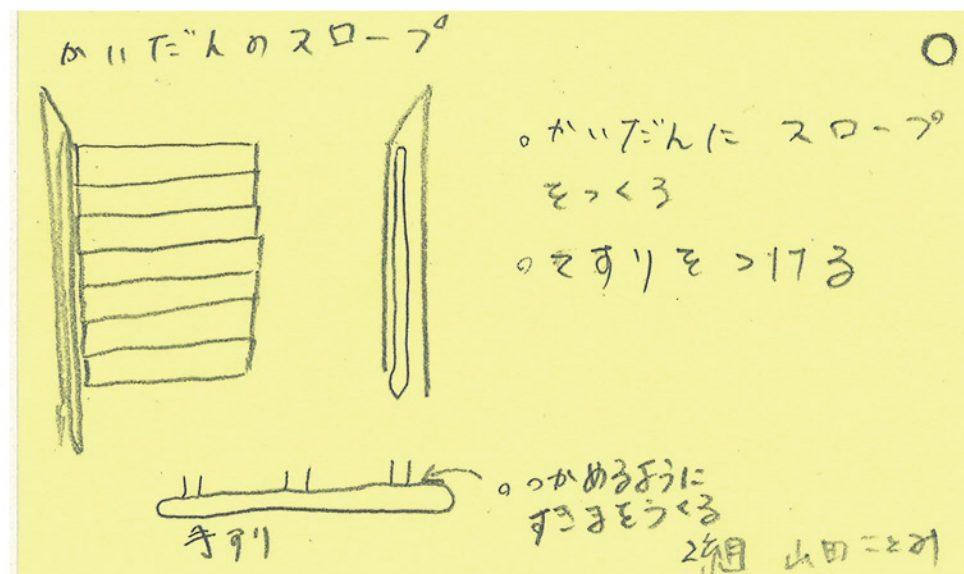 かいだんのスロープ
○
。かいだんに スロープ
をつくる
。てすりをつける
。つかめるように
すきまをつくる
手すり
2組 山田ことみ